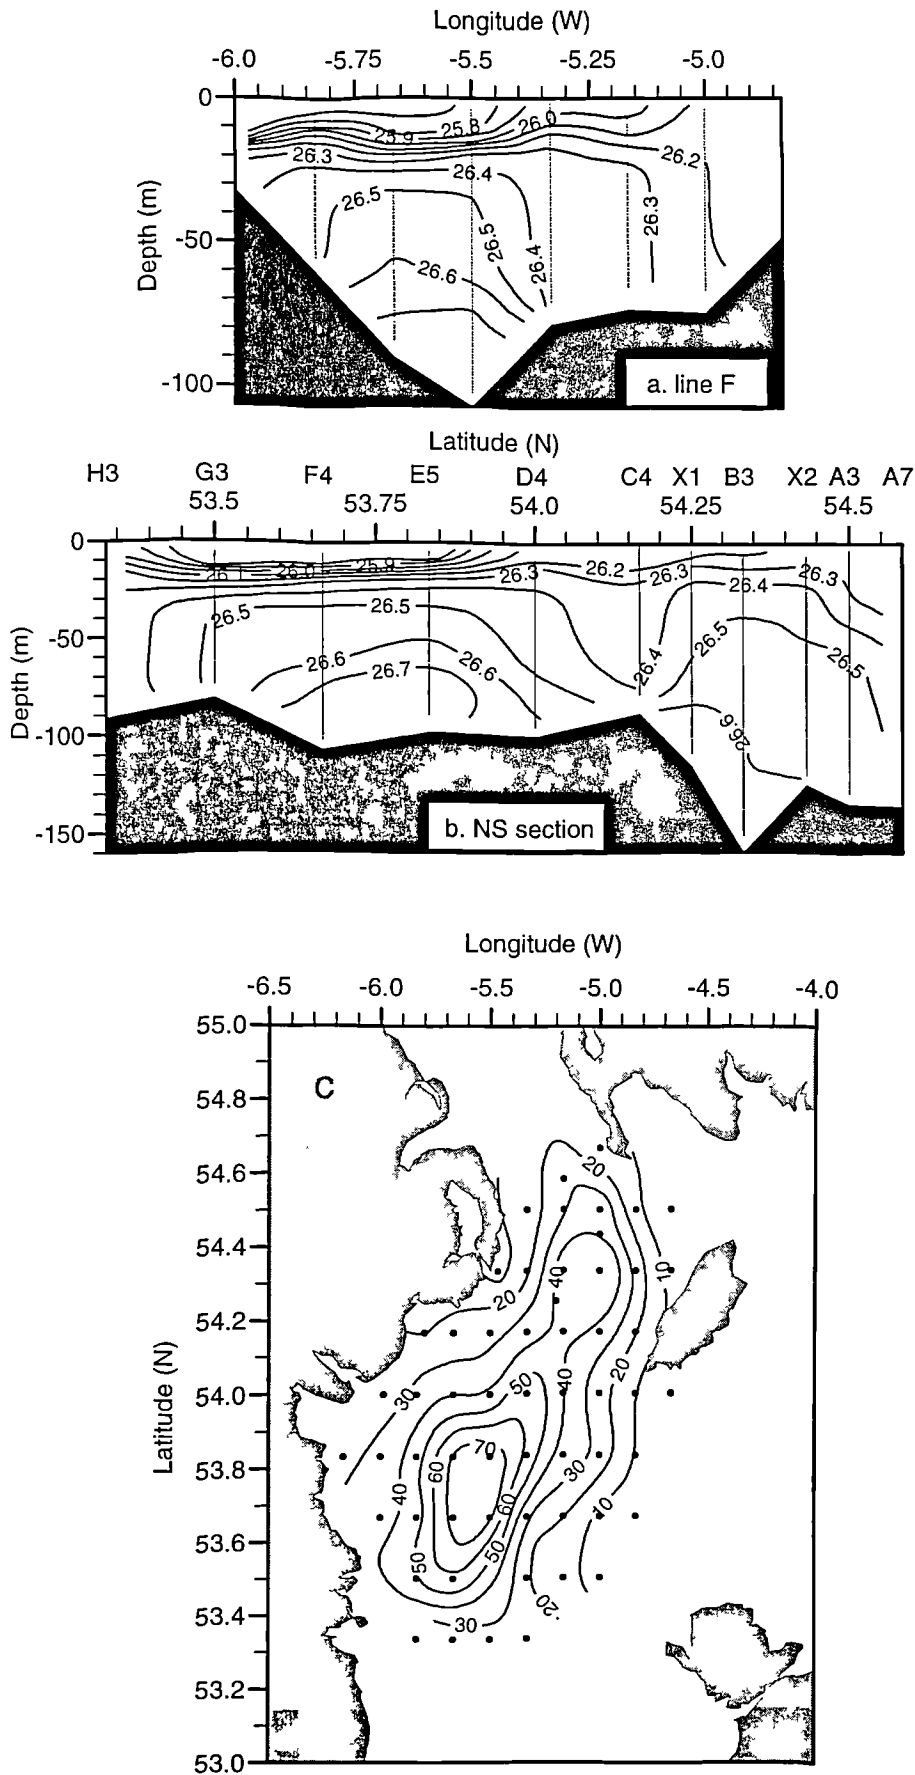 Longitude (W)
-6.0 -5.75 -5.5 -5.25 -5.0
0
-50
-100
Depth (m)
25.9 25.8 26.0
26.3 26.2
26.4
26.5 26.3
26.5 26.4
26.6
a. line F
Latitude (N)
H3 G3 F4 E5 D4 C4 X1 B3 X2 A3 A7
53.5 53.75 54.0 54.25 54.5
0
-50
-100
-150
Depth (m)
26.1 26.0 25.9 26.3 26.2 26.3 26.3
26.4
26.5 26.5 26.5
26.6 26.6 26.4 26.5
26.7
26.6
b. NS section
Longitude (W)
-6.5 -6.0 -5.5 -5.0 -4.5 -4.0
55.0
C
54.8
54.6
54.4
54.2
54.0
53.8
53.6
53.4
53.2
53.0
Latitude (N)
20
40 10
20
50 40 20
30
70
60 30
40 60 10
50 50
20
30